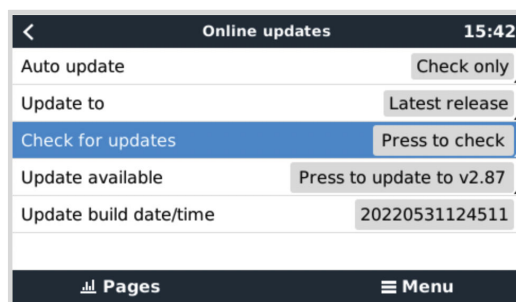 Online updates 15:42
Auto update Check only
Update to Latest release
Check for updates Press to check
Update available Press to update to v2.87
Update build date/time 20220531124511
Pages Menu